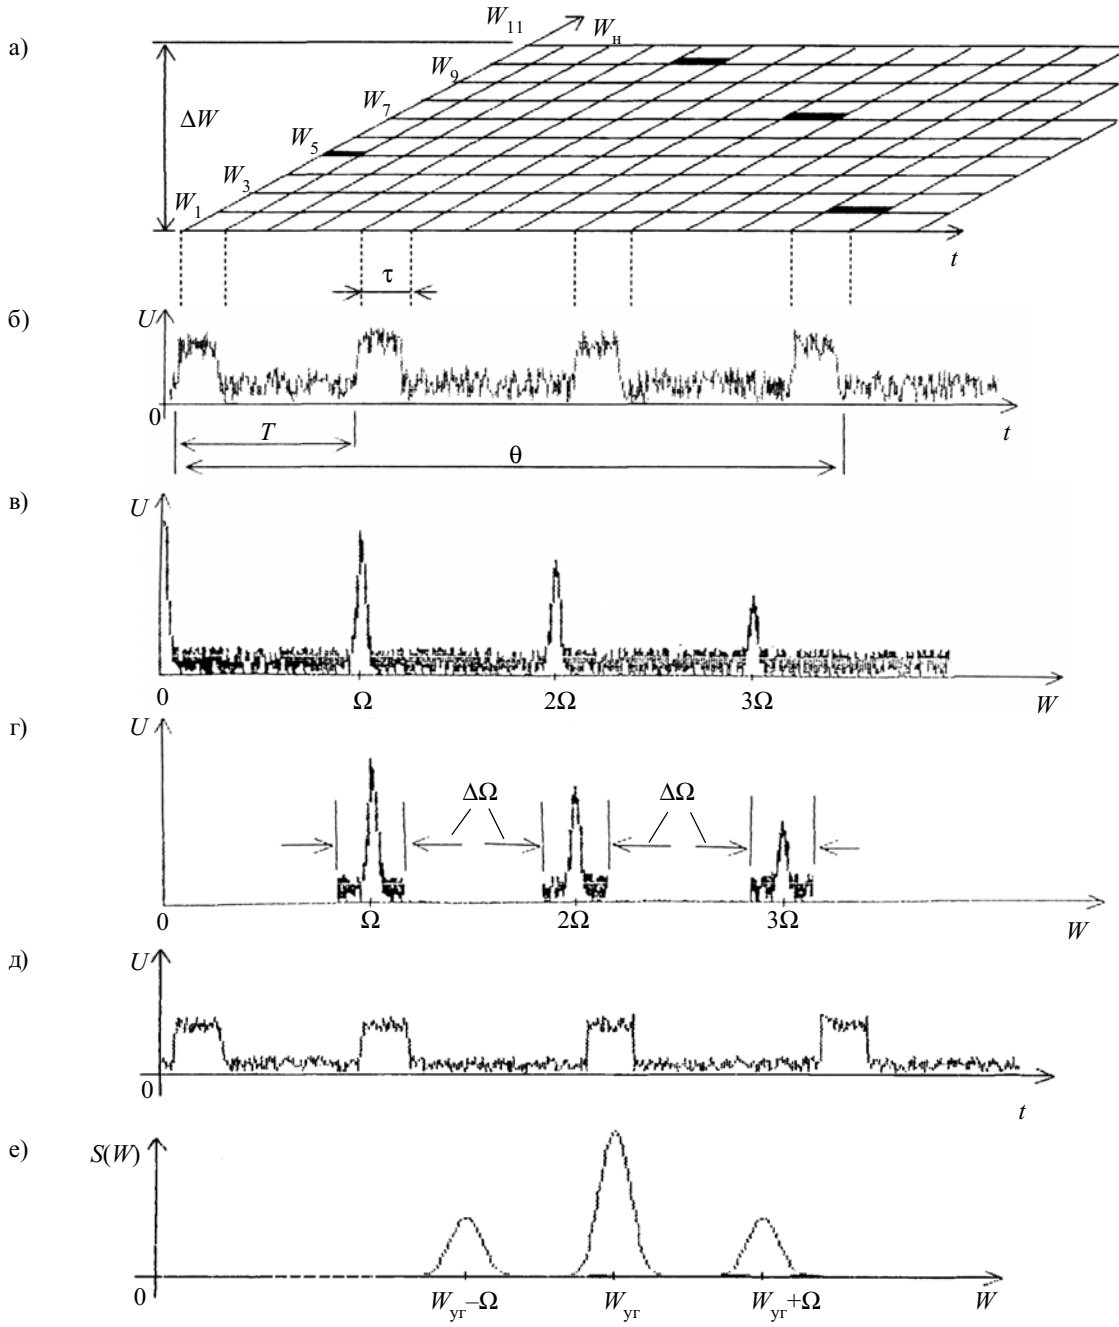 а)
W₁₁
Wн
W₉
W₇
ΔW
W₅
W₃
W₁
t
τ
б)
U
0
T
t
θ
в)
U
0
Ω
2Ω
3Ω
W
г)
U
ΔΩ
ΔΩ
0
Ω
2Ω
3Ω
W
д)
U
0
t
е)
S(W)
0
Wуг–Ω
Wуг
Wуг+Ω
W